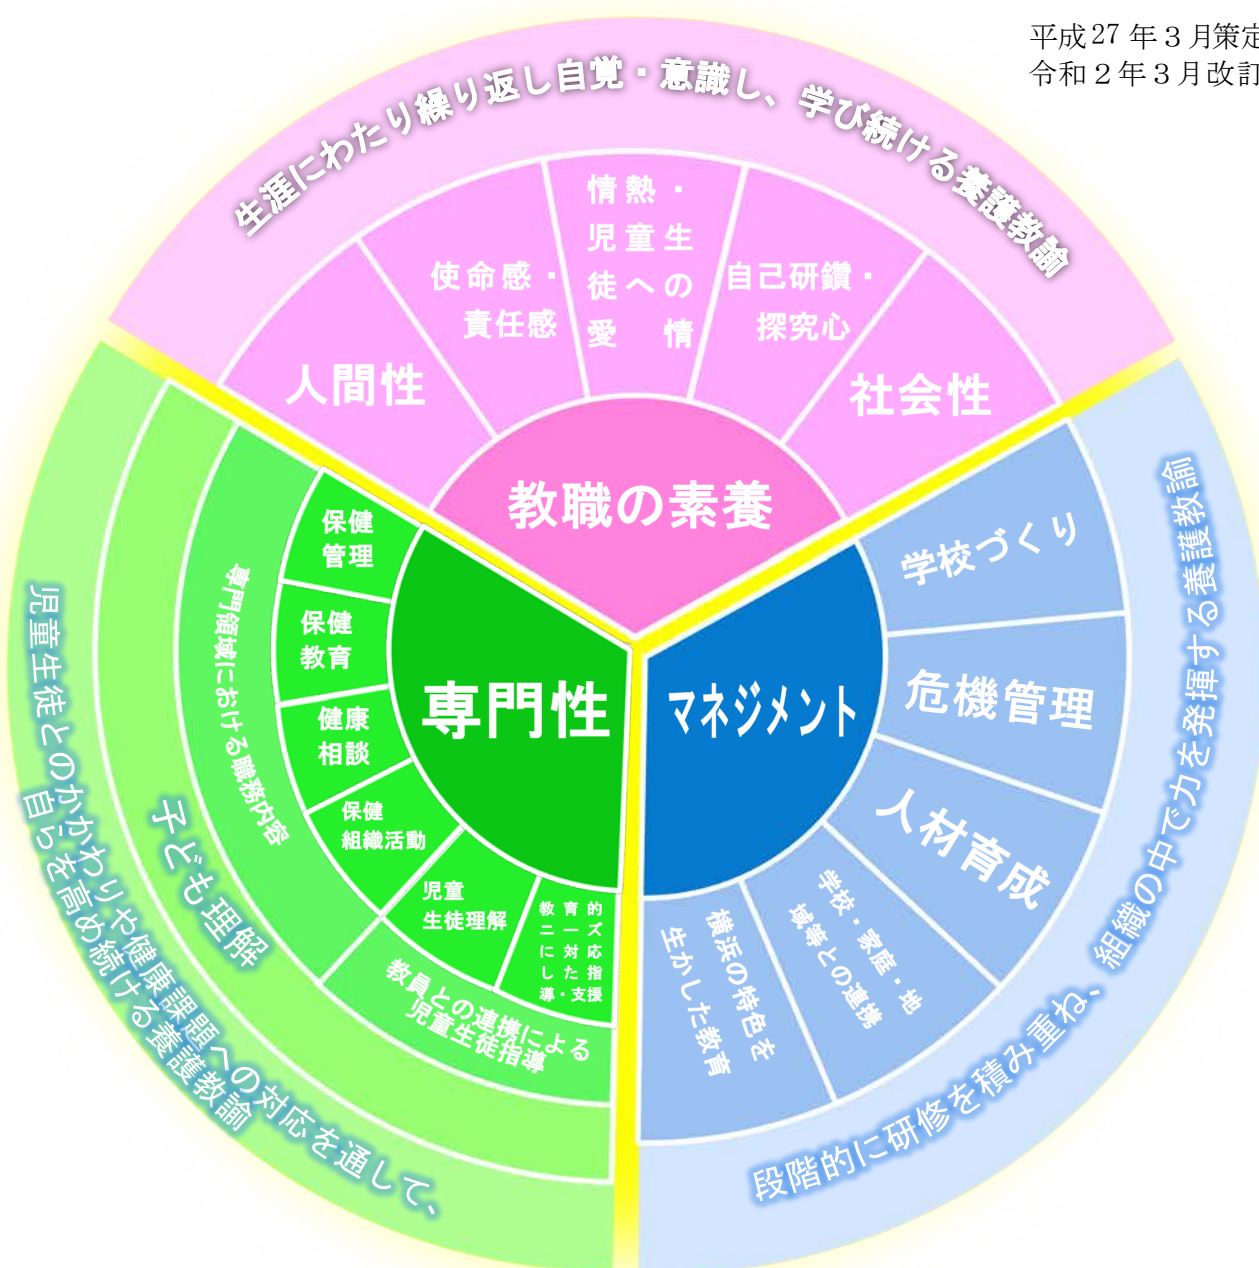 平成27年3月策定
令和2年3月改訂
生涯にわたり繰り返し自覚・意識し、学び続ける養護教諭
人間性
使命感・
責任感
情熱・
児童生
徒への
愛情
自己研鑽・
探究心
社会性
教職の素養
専門性
保健
管理
保健
教育
健康
相談
保健
組織活動
児童
生徒理解
教育的
ニーズ
に対応
した指
導・支援
専門領域における職務内容
教員との連携による
児童生徒指導
子ども理解
児童生徒とのかかわりや健康課題への対応を通して、
自らを高め続ける養護教諭
マネジメント
学校づくり
危機管理
人材育成
学校・家庭・地
域等との連携
横浜の特色を
生かした教育
段階的に研修を積み重ね、組織の中で力を発揮する養護教諭